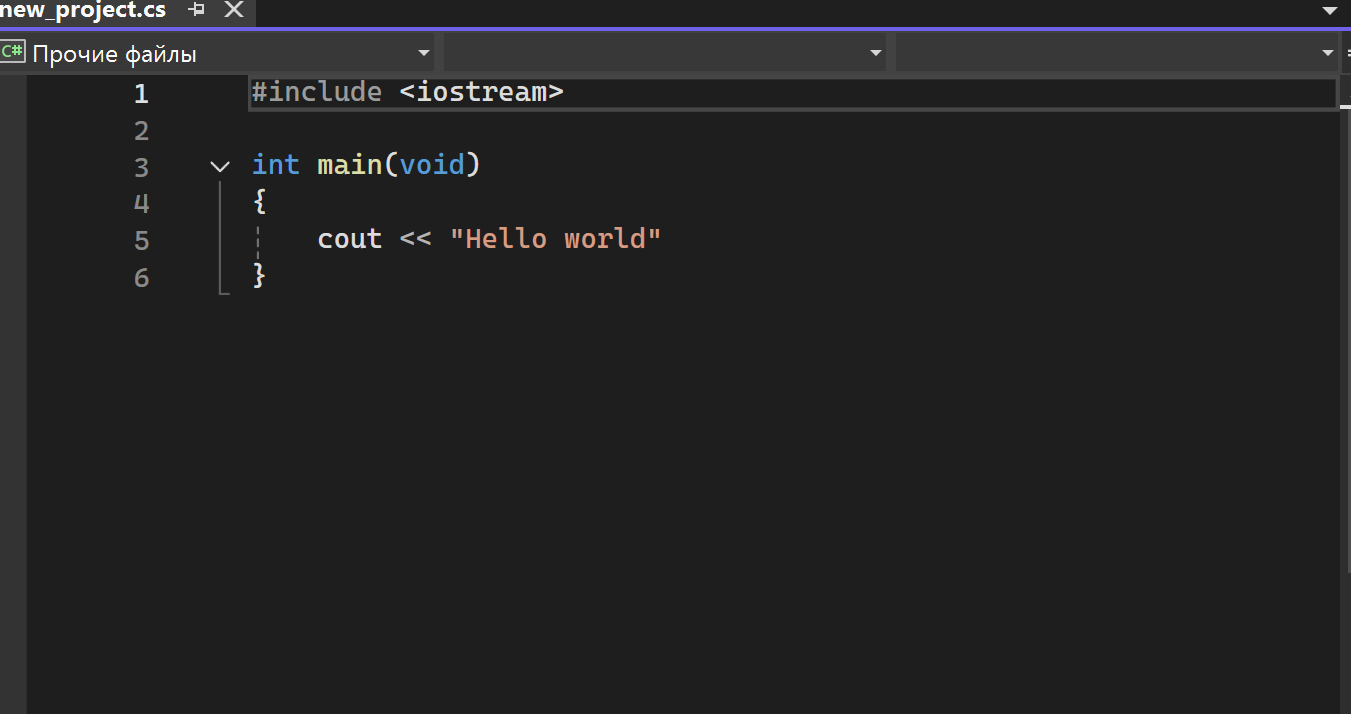 new_project.cs
C# Прочие файлы
1 #include <iostream>
2
3 int main(void)
4 {
5 cout << "Hello world"
6 }